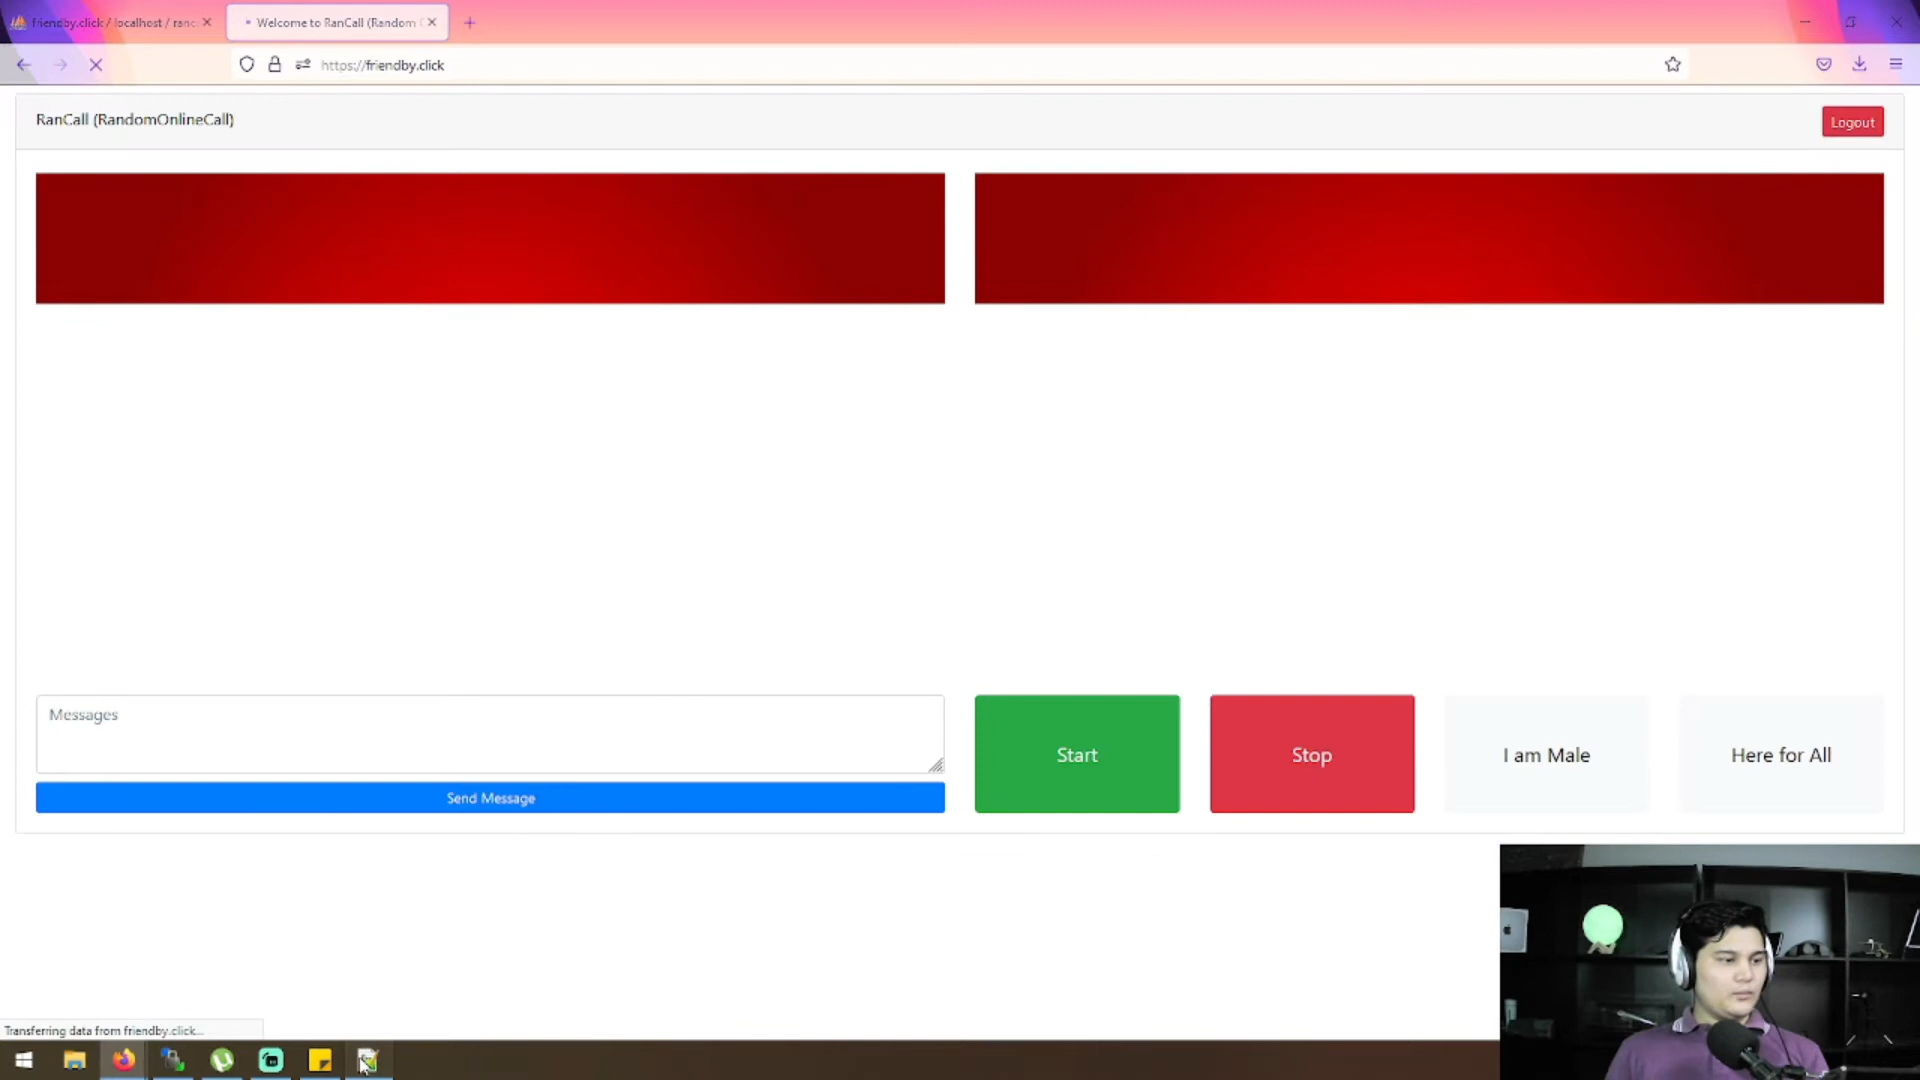 friendby.click / localhost / ranc
Welcome to RanCall (Random
https://friendby.click
RanCall (RandomOnlineCall)
Logout
Messages
Send Message
Start
Stop
I am Male
Here for All
Transferring data from friendby.click...